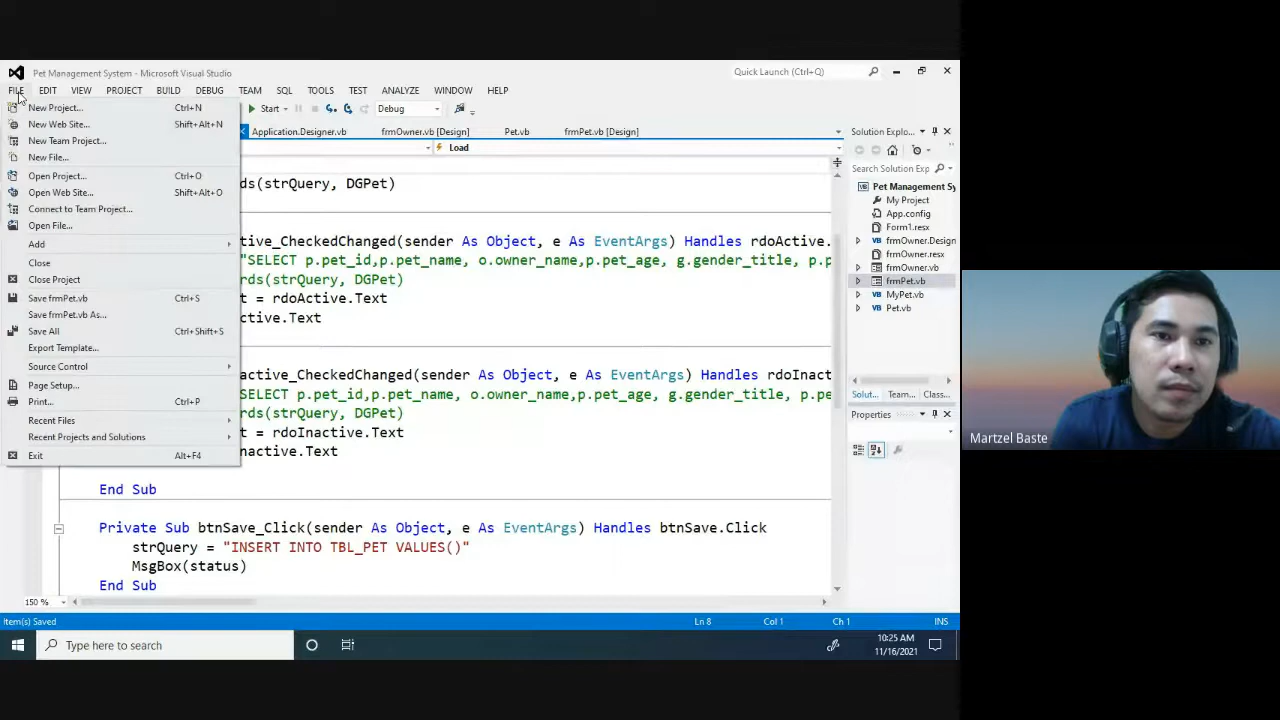 Pet Management System - Microsoft Visual Studio
Quick Launch (Ctrl+Q)
FILE EDIT VIEW PROJECT BUILD DEBUG TEAM SQL TOOLS TEST ANALYZE WINDOW HELP
Start
Debug
New Project... Ctrl+N
New Web Site... Shift+Alt+N
New Team Project...
New File...
Open Project... Ctrl+O
Open Web Site... Shift+Alt+O
Connect to Team Project...
Open File...
Add
Close
Close Project
Save frmPet.vb Ctrl+S
Save frmPet.vb As...
Save All Ctrl+Shift+S
Export Template...
Source Control
Page Setup...
Print... Ctrl+P
Recent Files
Recent Projects and Solutions
Exit Alt+F4
Application.Designer.vb frmOwner.vb [Design] Pet.vb frmPet.vb [Design]
Load
ds(strQuery, DGPet)
tive_CheckedChanged(sender As Object, e As EventArgs) Handles rdoActive.
"SELECT p.pet_id,p.pet_name, o.owner_name,p.pet_age, g.gender_title, p.p
rds(strQuery, DGPet)
t = rdoActive.Text
ctive.Text
active_CheckedChanged(sender As Object, e As EventArgs) Handles rdoInact
SELECT p.pet_id,p.pet_name, o.owner_name,p.pet_age, g.gender_title, p.pe
rds(strQuery, DGPet)
t = rdoInactive.Text
nactive.Text
End Sub
Private Sub btnSave_Click(sender As Object, e As EventArgs) Handles btnSave.Click
strQuery = "INSERT INTO TBL_PET VALUES()"
MsgBox(status)
End Sub
150 %
Solution Explo...
Search Solution Exp
Pet Management Sy
My Project
App.config
Form1.resx
frmOwner.Design
frmOwner.resx
frmOwner.vb
frmPet.vb
MyPet.vb
Pet.vb
Solut... Team... Class...
Properties
Item(s) Saved
Ln 8 Col 1 Ch 1 INS
Type here to search
10:25 AM
11/16/2021
Martzel Baste